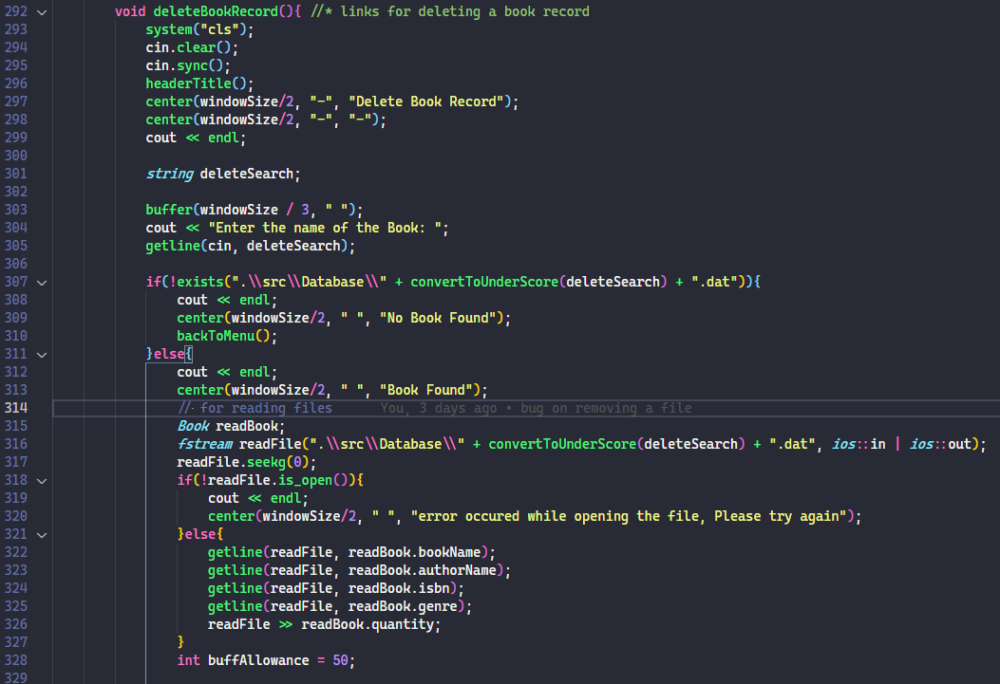 292 void deleteBookRecord(){ //* links for deleting a book record
293 system("cls");
294 cin.clear();
295 cin.sync();
296 headerTitle();
297 center(windowSize/2, "-", "Delete Book Record");
298 center(windowSize/2, "-", "-");
299 cout << endl;
300
301 string deleteSearch;
302
303 buffer(windowSize / 3, " ");
304 cout << "Enter the name of the Book: ";
305 getline(cin, deleteSearch);
306
307 if(!exists(".\\src\\Database\\" + convertToUnderScore(deleteSearch) + ".dat")){
308 cout << endl;
309 center(windowSize/2, " ", "No Book Found");
310 backToMenu();
311 }else{
312 cout << endl;
313 center(windowSize/2, " ", "Book Found");
314 //- for reading files You, 3 days ago • bug on removing a file
315 Book readBook;
316 fstream readFile(".\\src\\Database\\" + convertToUnderScore(deleteSearch) + ".dat", ios::in | ios::out);
317 readFile.seekg(0);
318 if(!readFile.is_open()){
319 cout << endl;
320 center(windowSize/2, " ", "error occured while opening the file, Please try again");
321 }else{
322 getline(readFile, readBook.bookName);
323 getline(readFile, readBook.authorName);
324 getline(readFile, readBook.isbn);
325 getline(readFile, readBook.genre);
326 readFile >> readBook.quantity;
327 }
328 int buffAllowance = 50;
329